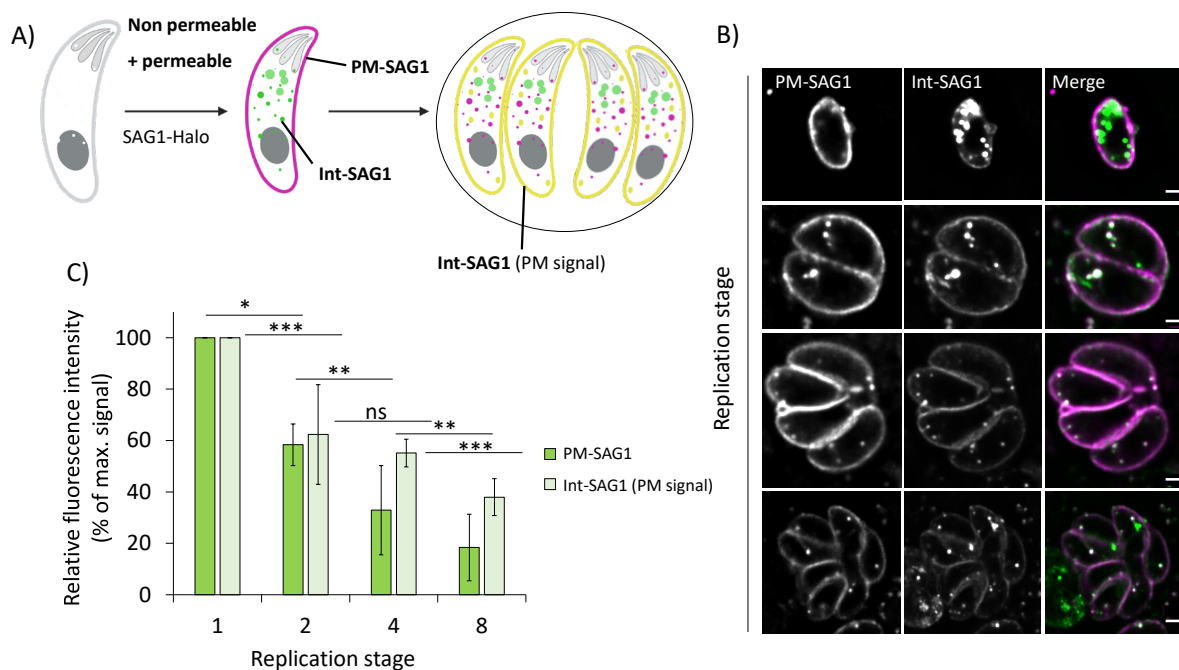 A)
Non permeable
+ permeable
SAG1-Halo
PM-SAG1
Int-SAG1
Int-SAG1 (PM signal)
B)
PM-SAG1
Int-SAG1
Merge
Replication stage
C)
Relative fluorescence intensity
(% of max. signal)
100
80
60
40
20
0
*
***
**
ns
**
***
PM-SAG1
Int-SAG1 (PM signal)
1
2
4
8
Replication stage